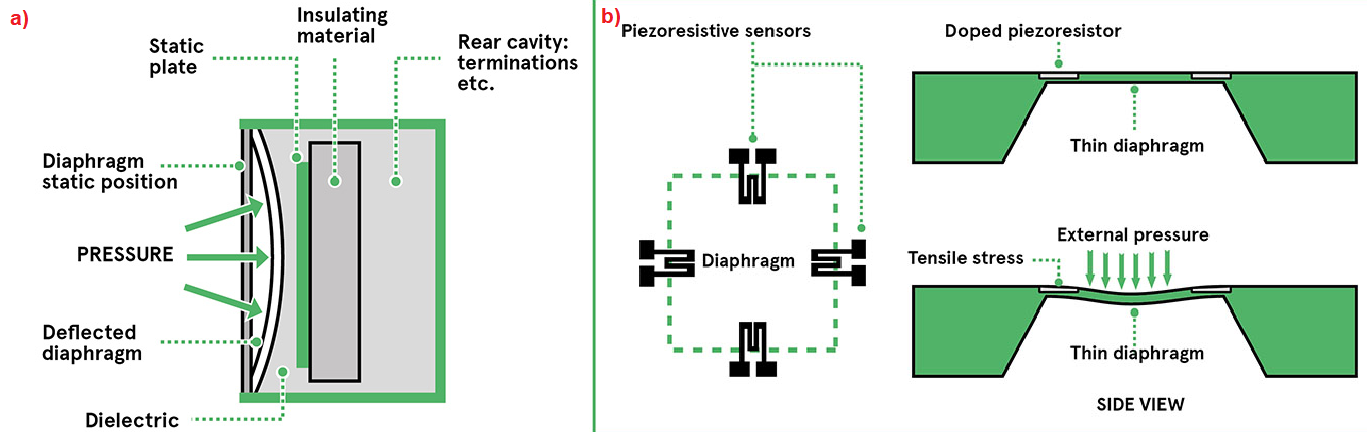 a)
Static
plate
Insulating
material
Rear cavity:
terminations
etc.
Diaphragm
static position
PRESSURE
Deflected
diaphragm
Dielectric
b)
Piezoresistive sensors
Diaphragm
Doped piezoresistor
Thin diaphragm
External pressure
Tensile stress
Thin diaphragm
SIDE VIEW